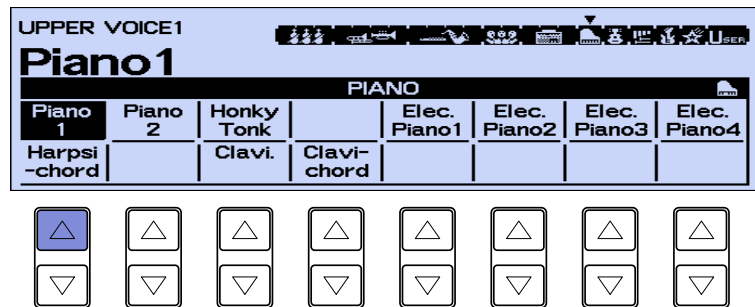 UPPER VOICE1
USER
Piano1
PIANO
Piano 1 Piano 2 Honky Tonk Elec. Piano1 Elec. Piano2 Elec. Piano3 Elec. Piano4
Harpsi-chord Clavi. Clavi-chord